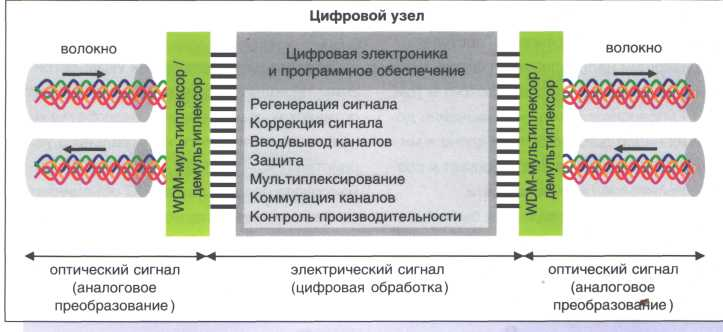 Цифровой узел
волокно
WDM-мультиплексор /
демультиплексор
Цифровая электроника
и программное обеспечение
Регенерация сигнала
Коррекция сигнала
Ввод/вывод каналов
Защита
Мультиплексирование
Коммутация каналов
Контроль производительности
WDM-мультиплексор /
демультиплексор
волокно
оптический сигнал
(аналоговое
преобразование)
электрический сигнал
(цифровая обработка)
оптический сигнал
(аналоговое
преобразование)